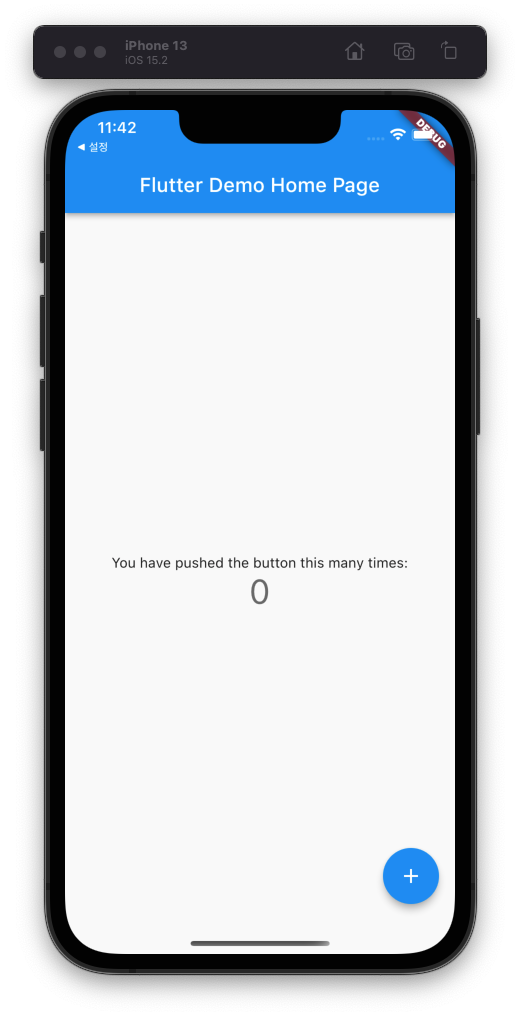 iPhone 13
iOS 15.2
11:42
DEBUG
◀ 설정
Flutter Demo Home Page
You have pushed the button this many times:
0
+